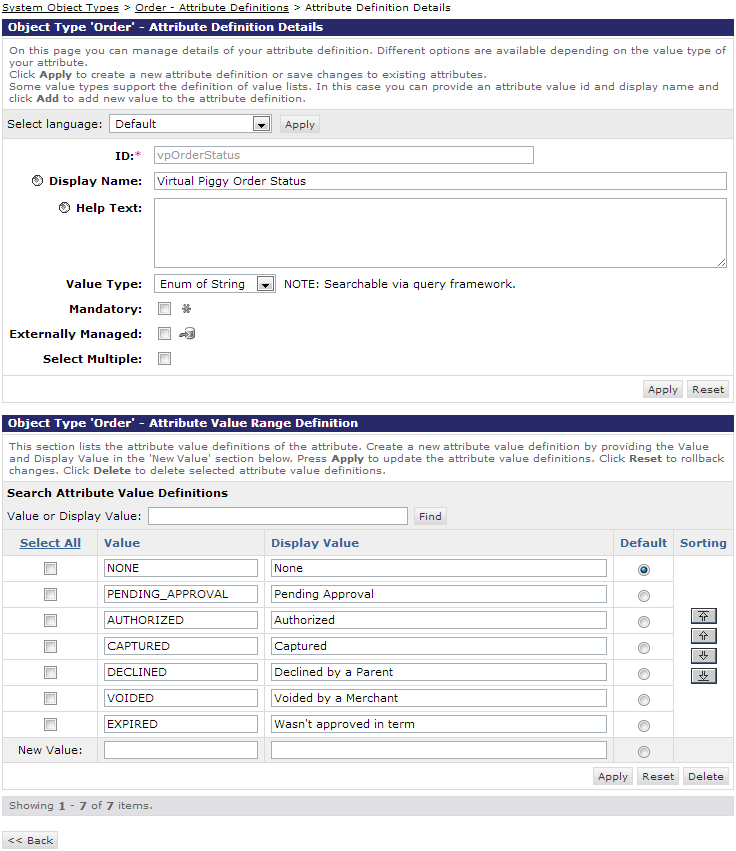 System Object Types > Order - Attribute Definitions > Attribute Definition Details
Object Type 'Order' - Attribute Definition Details
On this page you can manage details of your attribute definition. Different options are available depending on the value type of
your attribute.
Click Apply to create a new attribute definition or save changes to existing attributes.
Some value types support the definition of value lists. In this case you can provide an attribute value id and display name and
click Add to add new value to the attribute definition.
Select language: Default Apply
ID:* vpOrderStatus
Display Name: Virtual Piggy Order Status
Help Text:
Value Type: Enum of String NOTE: Searchable via query framework.
Mandatory:
Externally Managed:
Select Multiple:
Apply Reset
Object Type 'Order' - Attribute Value Range Definition
This section lists the attribute value definitions of the attribute. Create a new attribute value definition by providing the Value
and Display Value in the 'New Value' section below. Press Apply to update the attribute value definitions. Click Reset to rollback
changes. Click Delete to delete selected attribute value definitions.
Search Attribute Value Definitions
Value or Display Value: Find
Select All Value Display Value Default Sorting
NONE None
PENDING_APPROVAL Pending Approval
AUTHORIZED Authorized
CAPTURED Captured
DECLINED Declined by a Parent
VOIDED Voided by a Merchant
EXPIRED Wasn't approved in term
New Value:
Apply Reset Delete
Showing 1 - 7 of 7 items.
<< Back